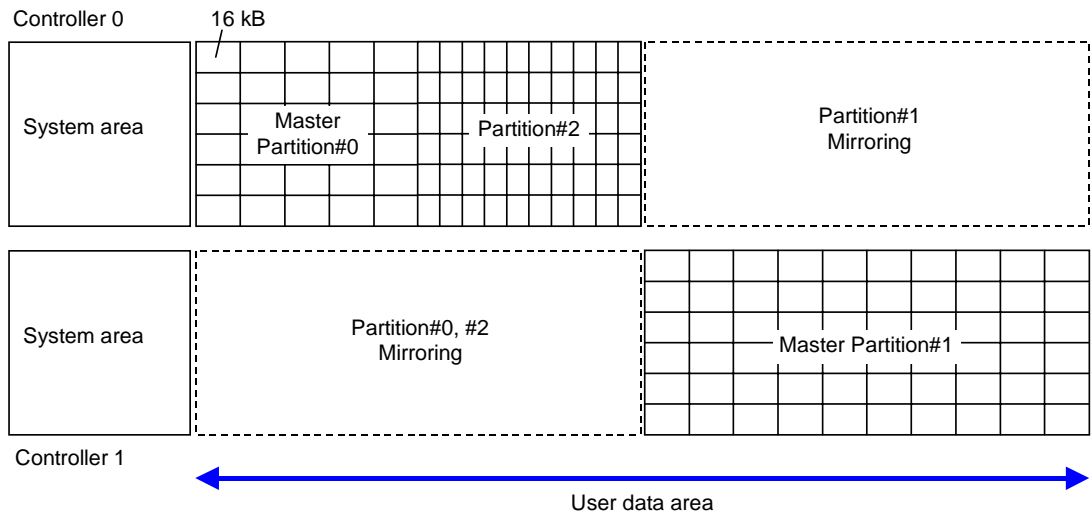 Controller 0
16 kB
System area
Master
Partition#0
Partition#2
Partition#1
Mirroring
System area
Partition#0, #2
Mirroring
Master Partition#1
Controller 1
User data area